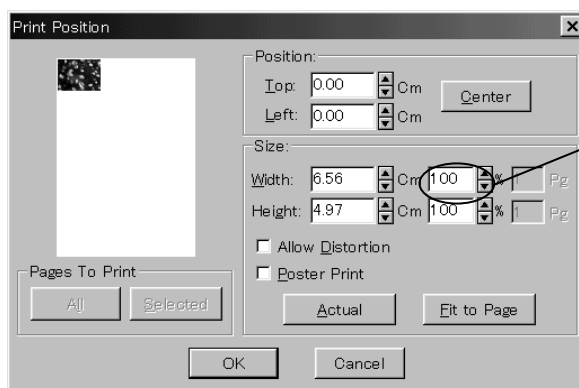 Print Position
Position:
Top: 0.00 Cm
Left: 0.00 Cm
Center
Size:
Width: 6.56 Cm 100 % 1 Pg
Height: 4.97 Cm 100 % 1 Pg
Allow Distortion
Poster Print
Pages To Print
All Selected
Actual Fit to Page
OK Cancel